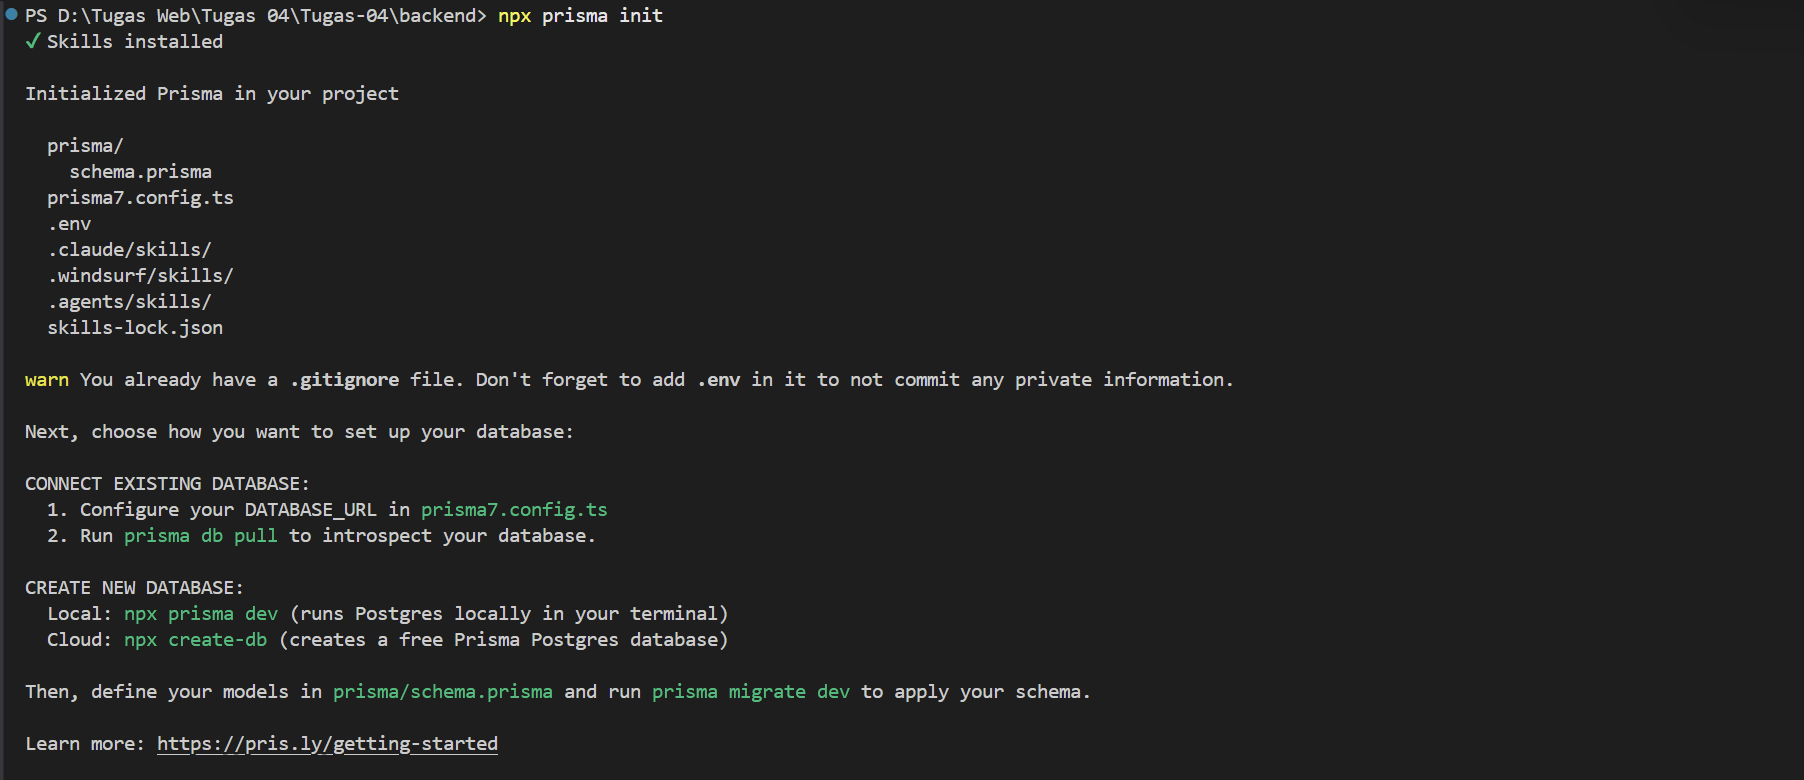 PS D:\Tugas Web\Tugas 04\Tugas-04\backend> npx prisma init
✓ Skills installed
Initialized Prisma in your project
prisma/
schema.prisma
prisma7.config.ts
.env
.claude/skills/
.windsurf/skills/
.agents/skills/
skills-lock.json
warn You already have a .gitignore file. Don't forget to add .env in it to not commit any private information.
Next, choose how you want to set up your database:
CONNECT EXISTING DATABASE:
1. Configure your DATABASE_URL in prisma7.config.ts
2. Run prisma db pull to introspect your database.
CREATE NEW DATABASE:
Local: npx prisma dev (runs Postgres locally in your terminal)
Cloud: npx create-db (creates a free Prisma Postgres database)
Then, define your models in prisma/schema.prisma and run prisma migrate dev to apply your schema.
Learn more: https://pris.ly/getting-started